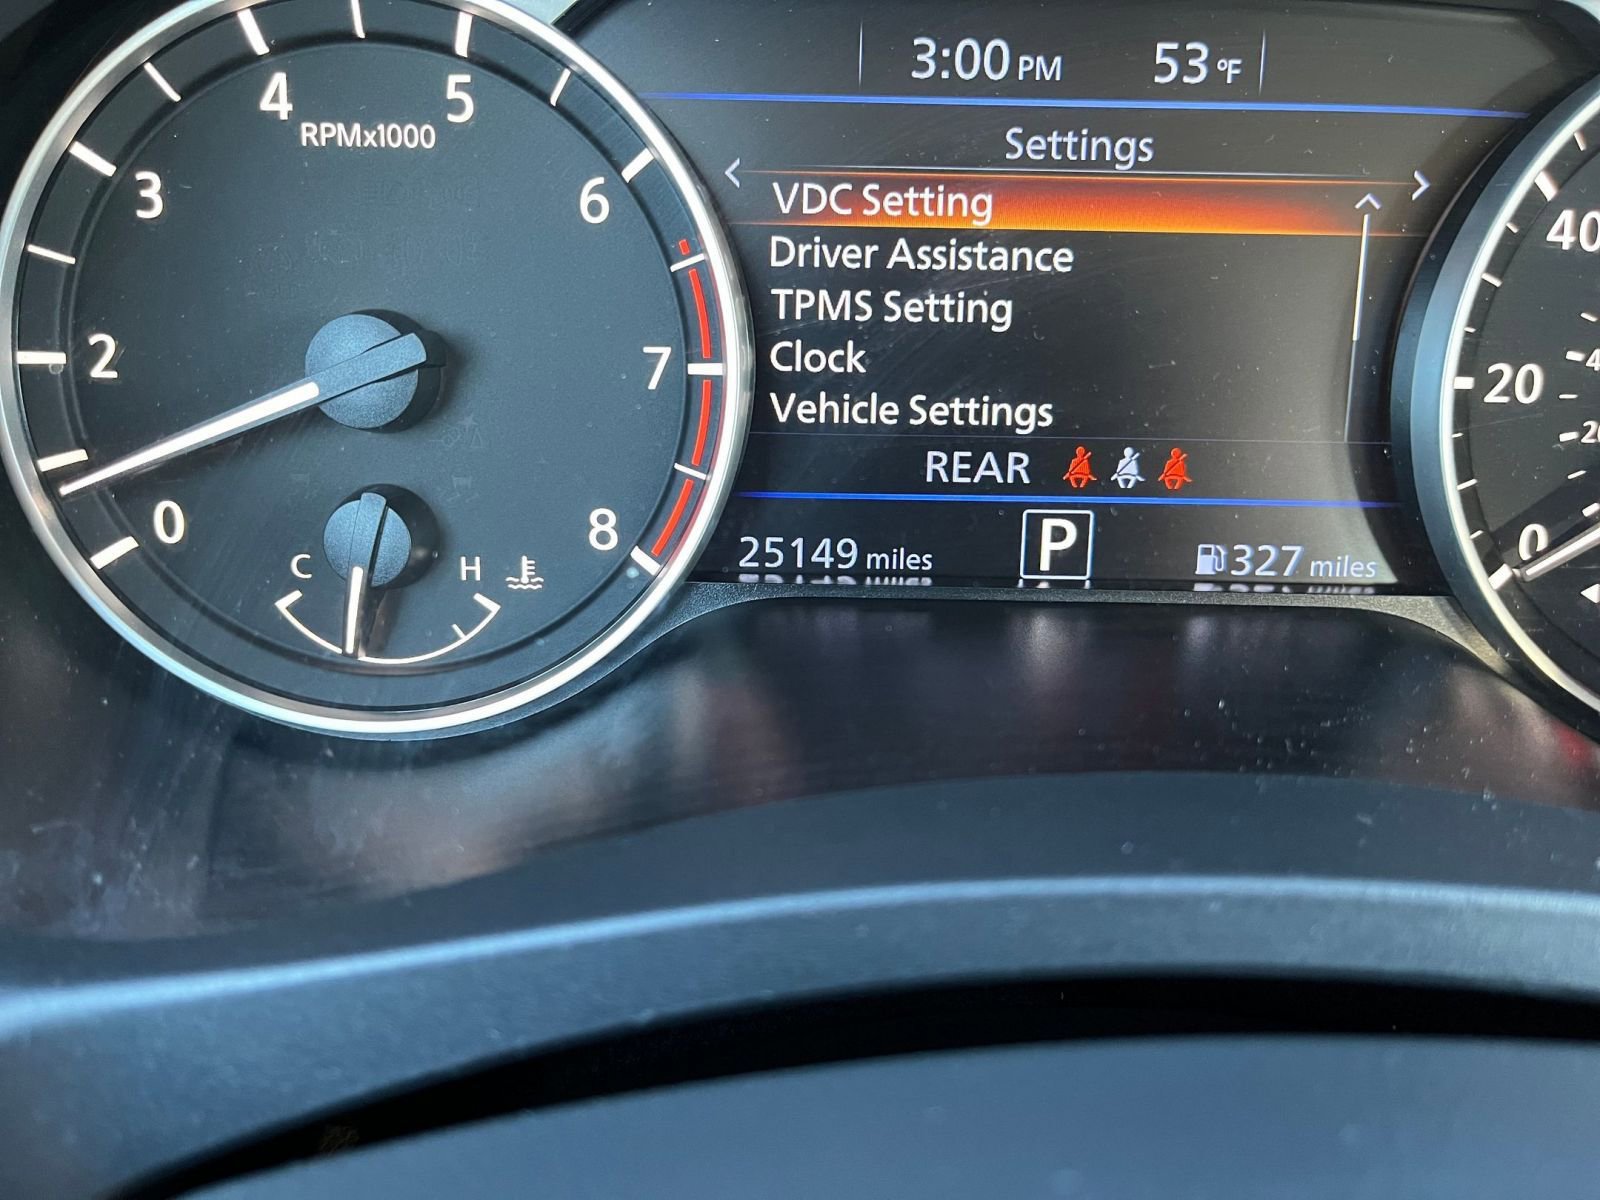 3:00 PM 53 °F
Settings
< >
VDC Setting
Driver Assistance
TPMS Setting
Clock
Vehicle Settings
REAR
25149 miles P 327 miles
4 5
RPMx1000
3 6
2 7
0 8
C H
40
20
0